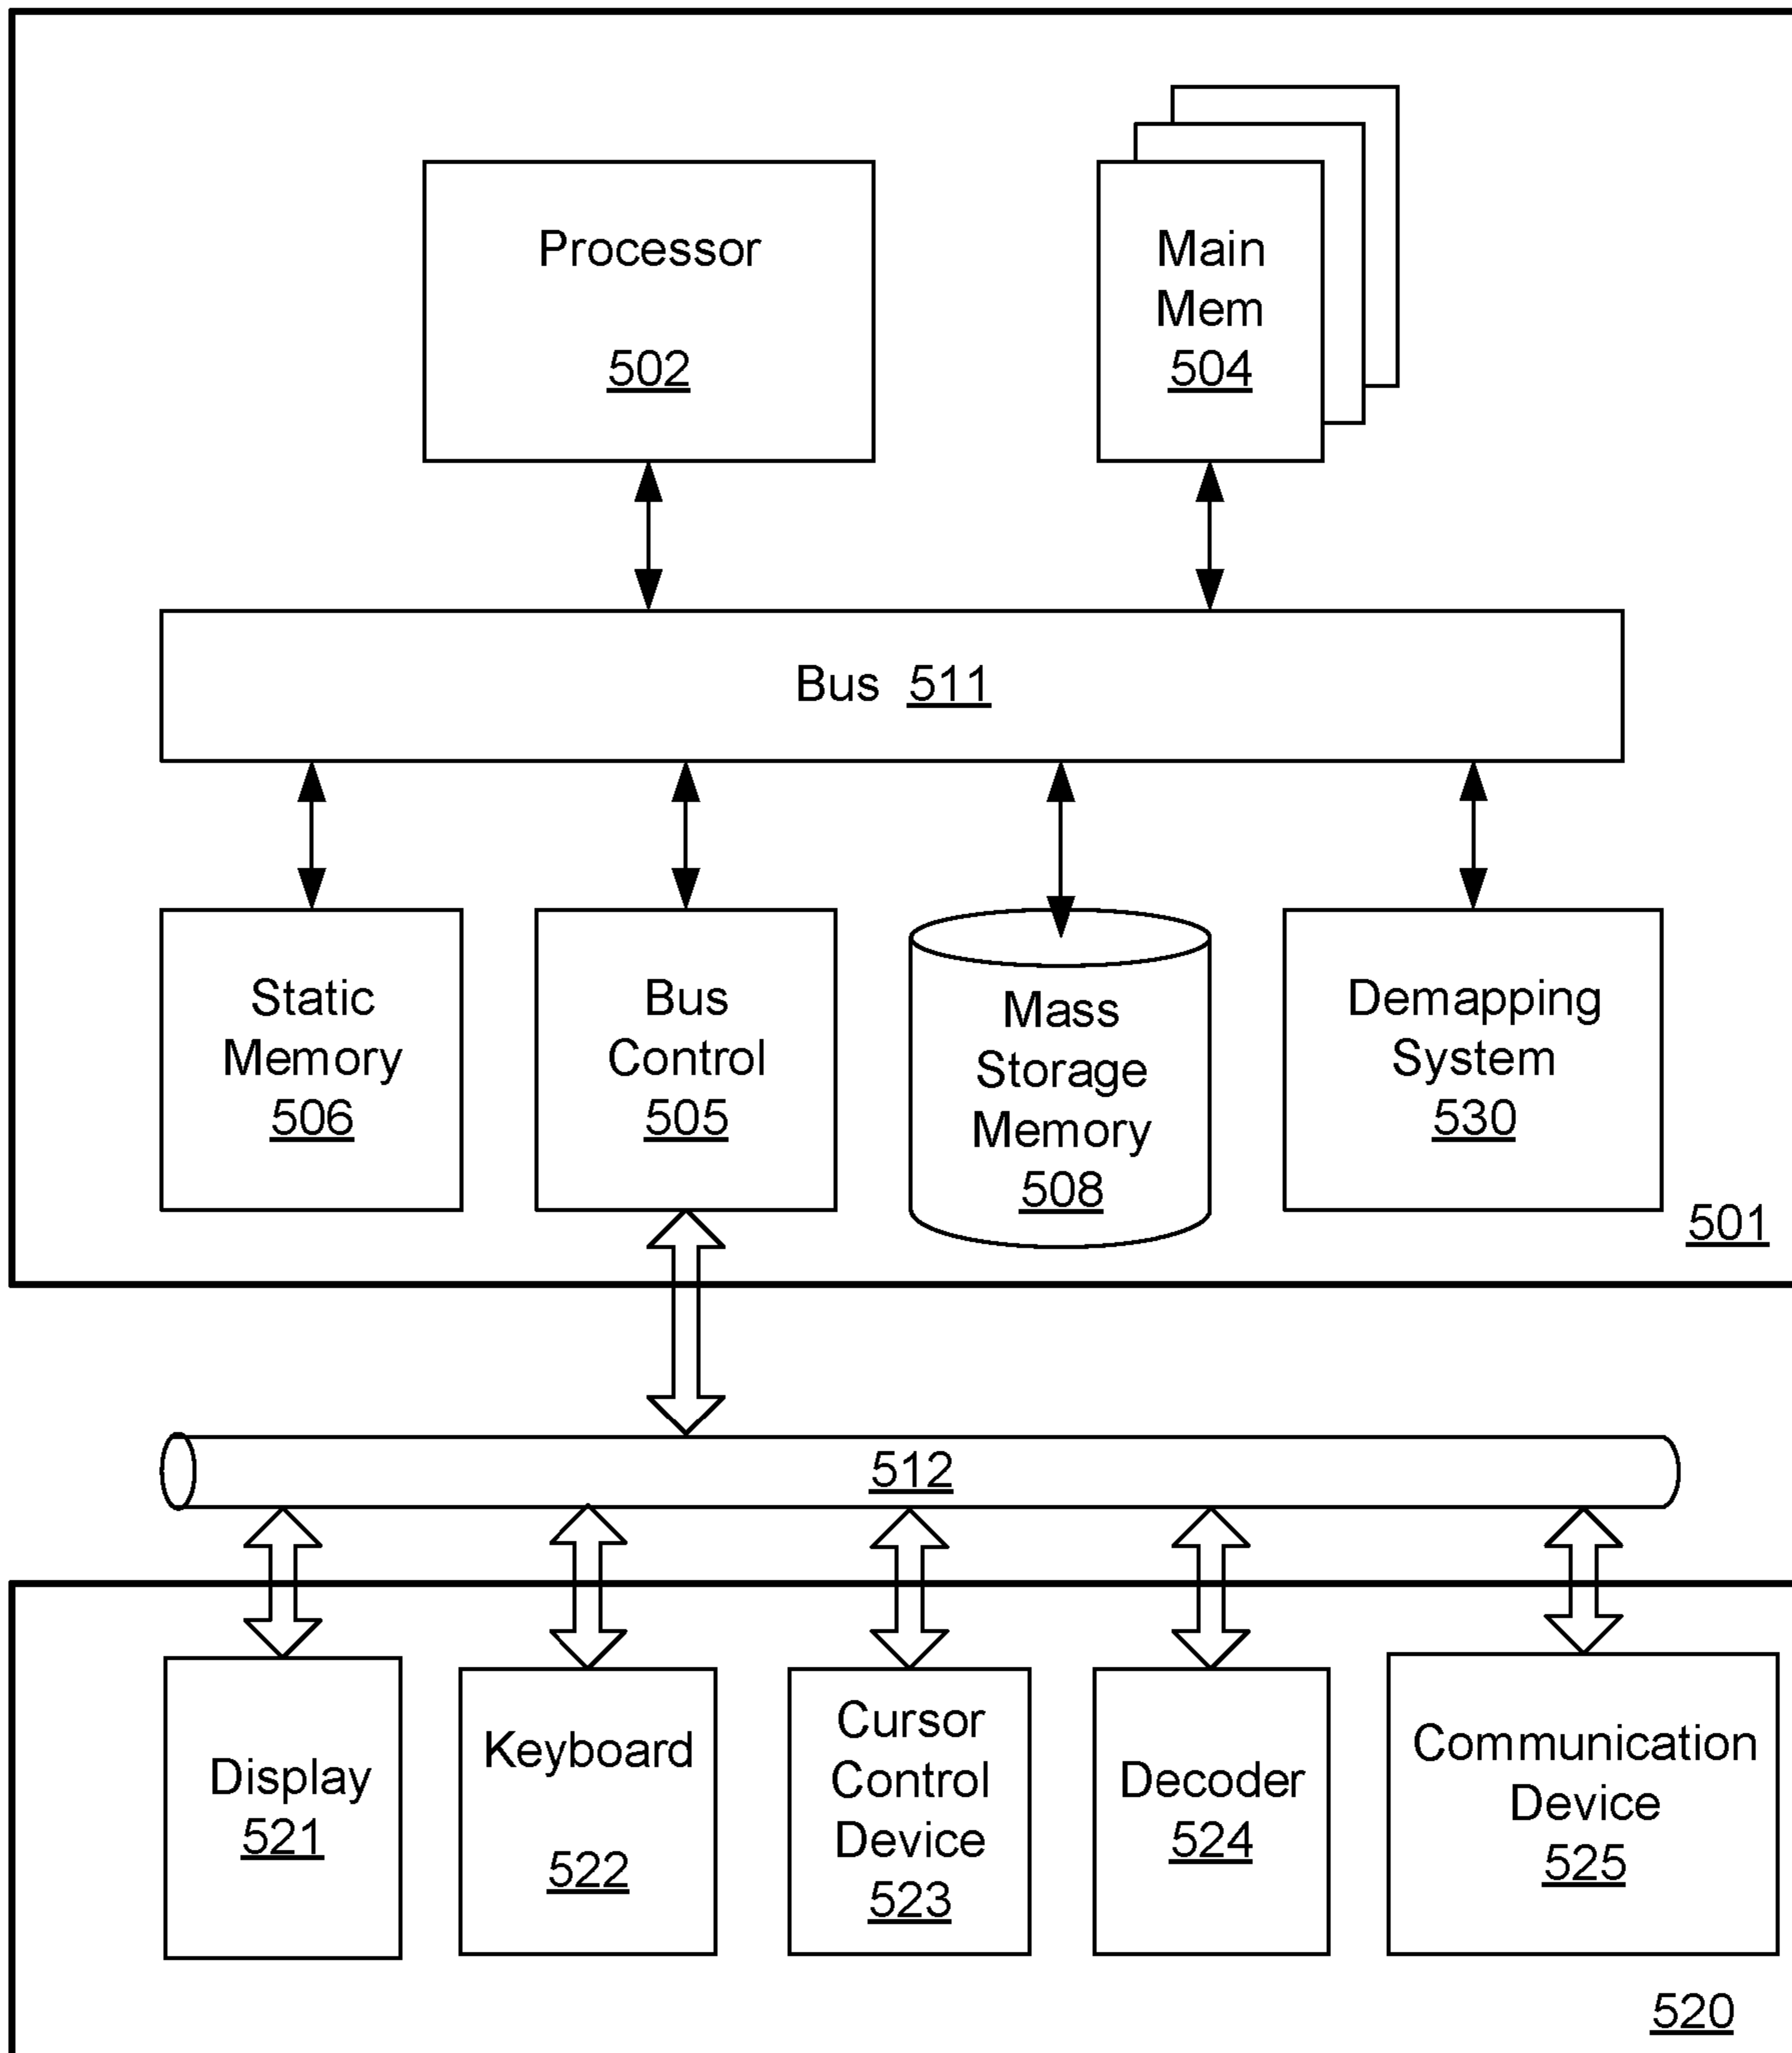 Processor
502
Main
Mem
504
Bus 511
Static
Memory
506
Bus
Control
505
Mass
Storage
Memory
508
Demapping
System
530
501
512
Display
521
Keyboard
522
Cursor
Control
Device
523
Decoder
524
Communication
Device
525
520